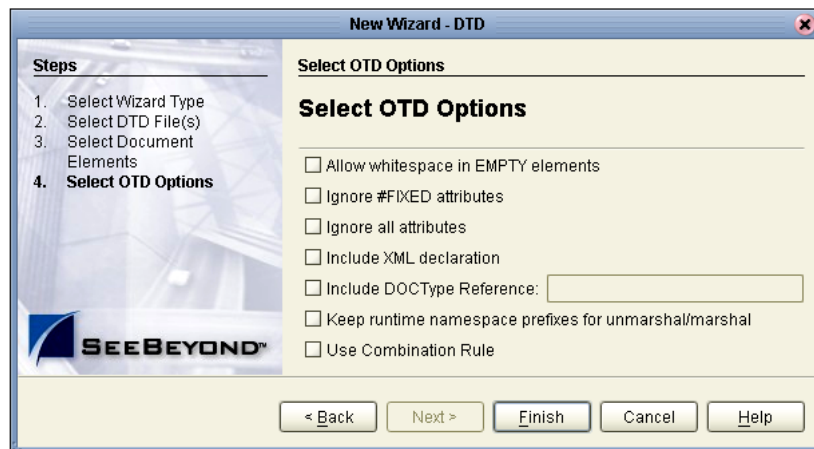 New Wizard - DTD
Steps
1. Select Wizard Type
2. Select DTD File(s)
3. Select Document
Elements
4. Select OTD Options
SEEBEYOND™
Select OTD Options
Select OTD Options
Allow whitespace in EMPTY elements
Ignore #FIXED attributes
Ignore all attributes
Include XML declaration
Include DOCType Reference:
Keep runtime namespace prefixes for unmarshal/marshal
Use Combination Rule
< Back Next > Finish Cancel Help